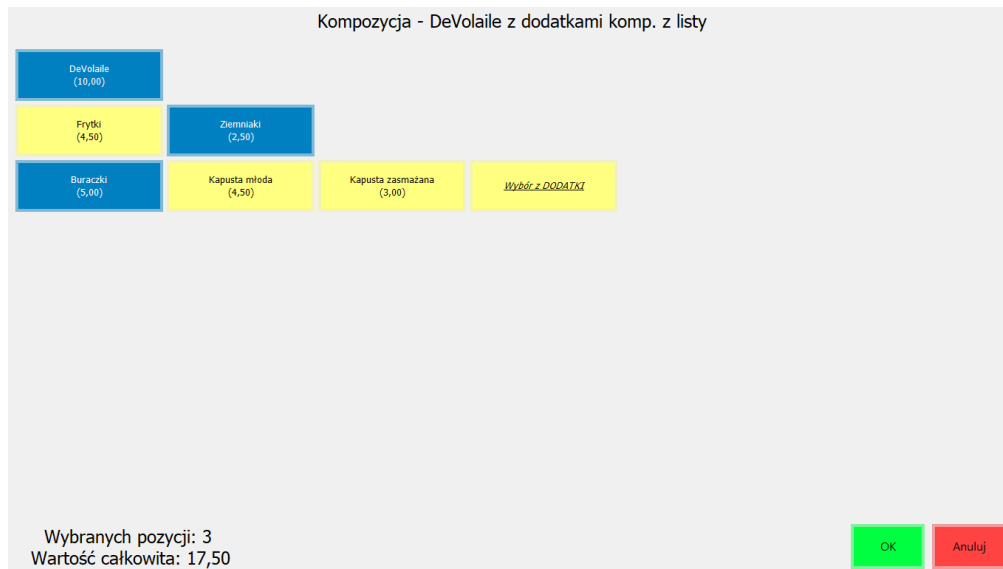 Kompozycja - DeVolaile z dodatkami komp. z listy
DeVolaile
(10,00)
Frytki
(4,50)
Ziemniaki
(2,50)
Buraczki
(5,00)
Kapusta młoda
(4,50)
Kapusta zasmażana
(3,00)
Wybór z DODATKI
Wybranych pozycji: 3
Wartość całkowita: 17,50
OK
Anuluj